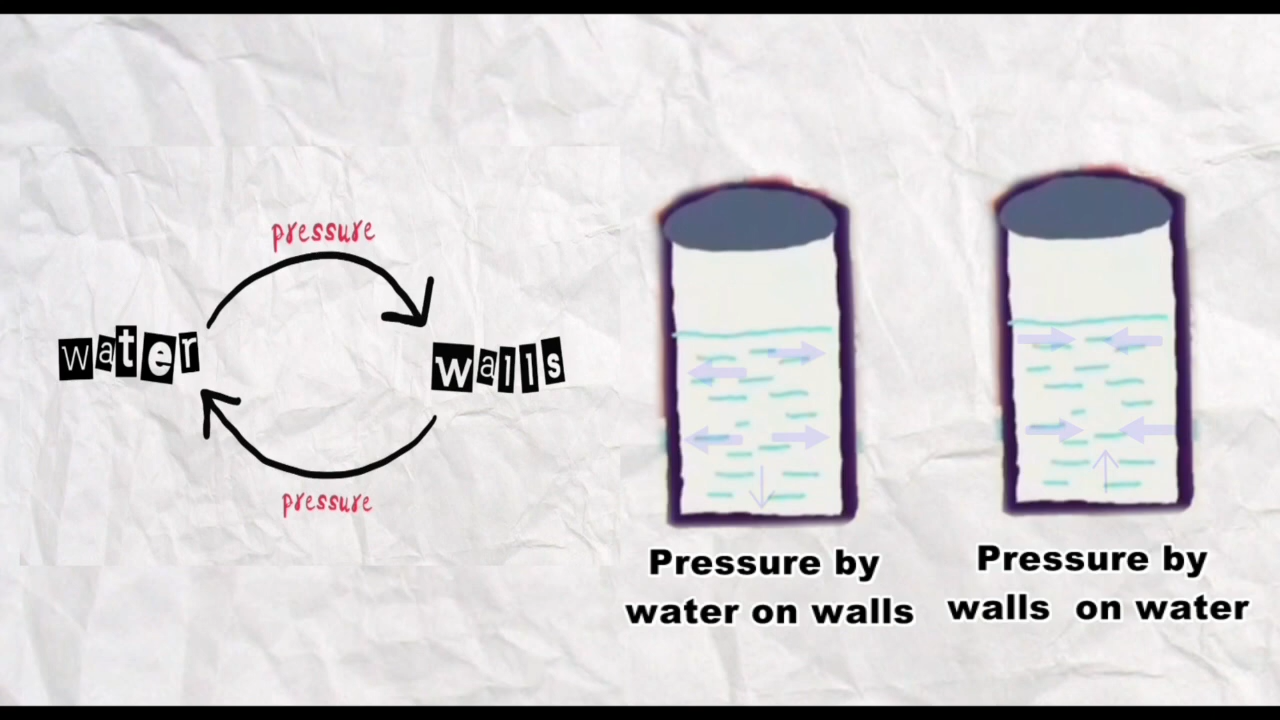 pressure
water
walls
pressure
Pressure by
water on walls
Pressure by
walls on water